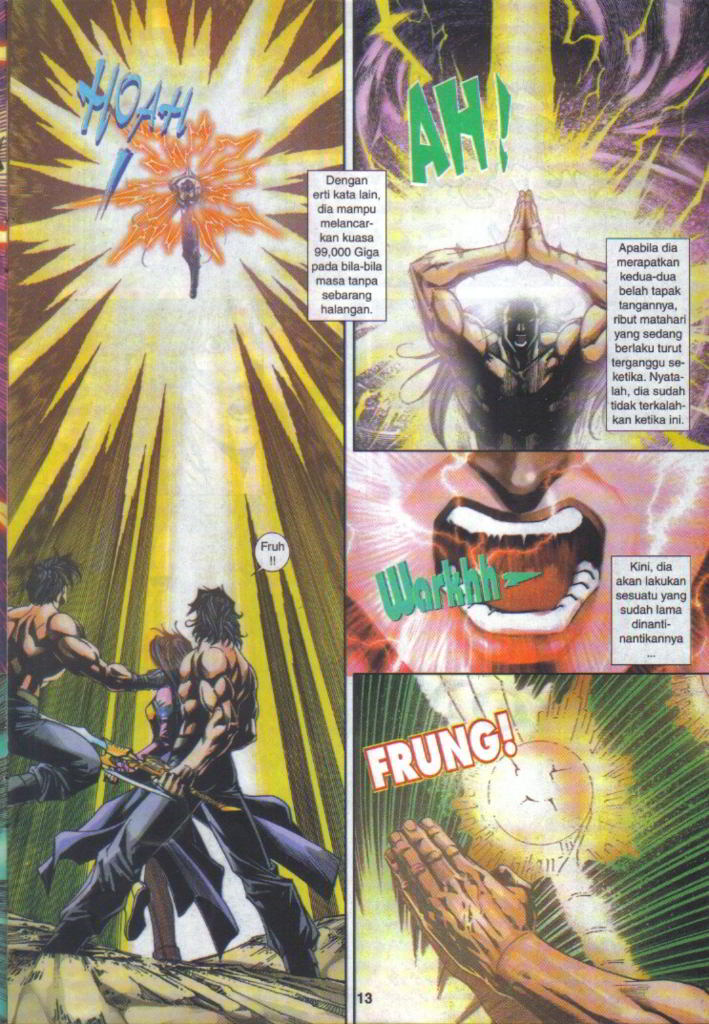 HOAH
!
Dengan
erti kata lain,
dia mampu
melancar-
kan kuasa
99,000 Giga
pada bila-bila
masa tanpa
sebarang
halangan.
Fruh
!!
AH!
Apabila dia
merapatkan
kedua-dua
belah tapak
tangannya,
ribut matahari
yang sedang
berlaku turut
terganggu se-
ketika. Nyata-
lah, dia sudah
tidak terkalah-
kan ketika ini.
Warkhh
Kini, dia
akan lakukan
sesuatu yang
sudah lama
dinanti-
nantikannya
...
FRUNG!
13